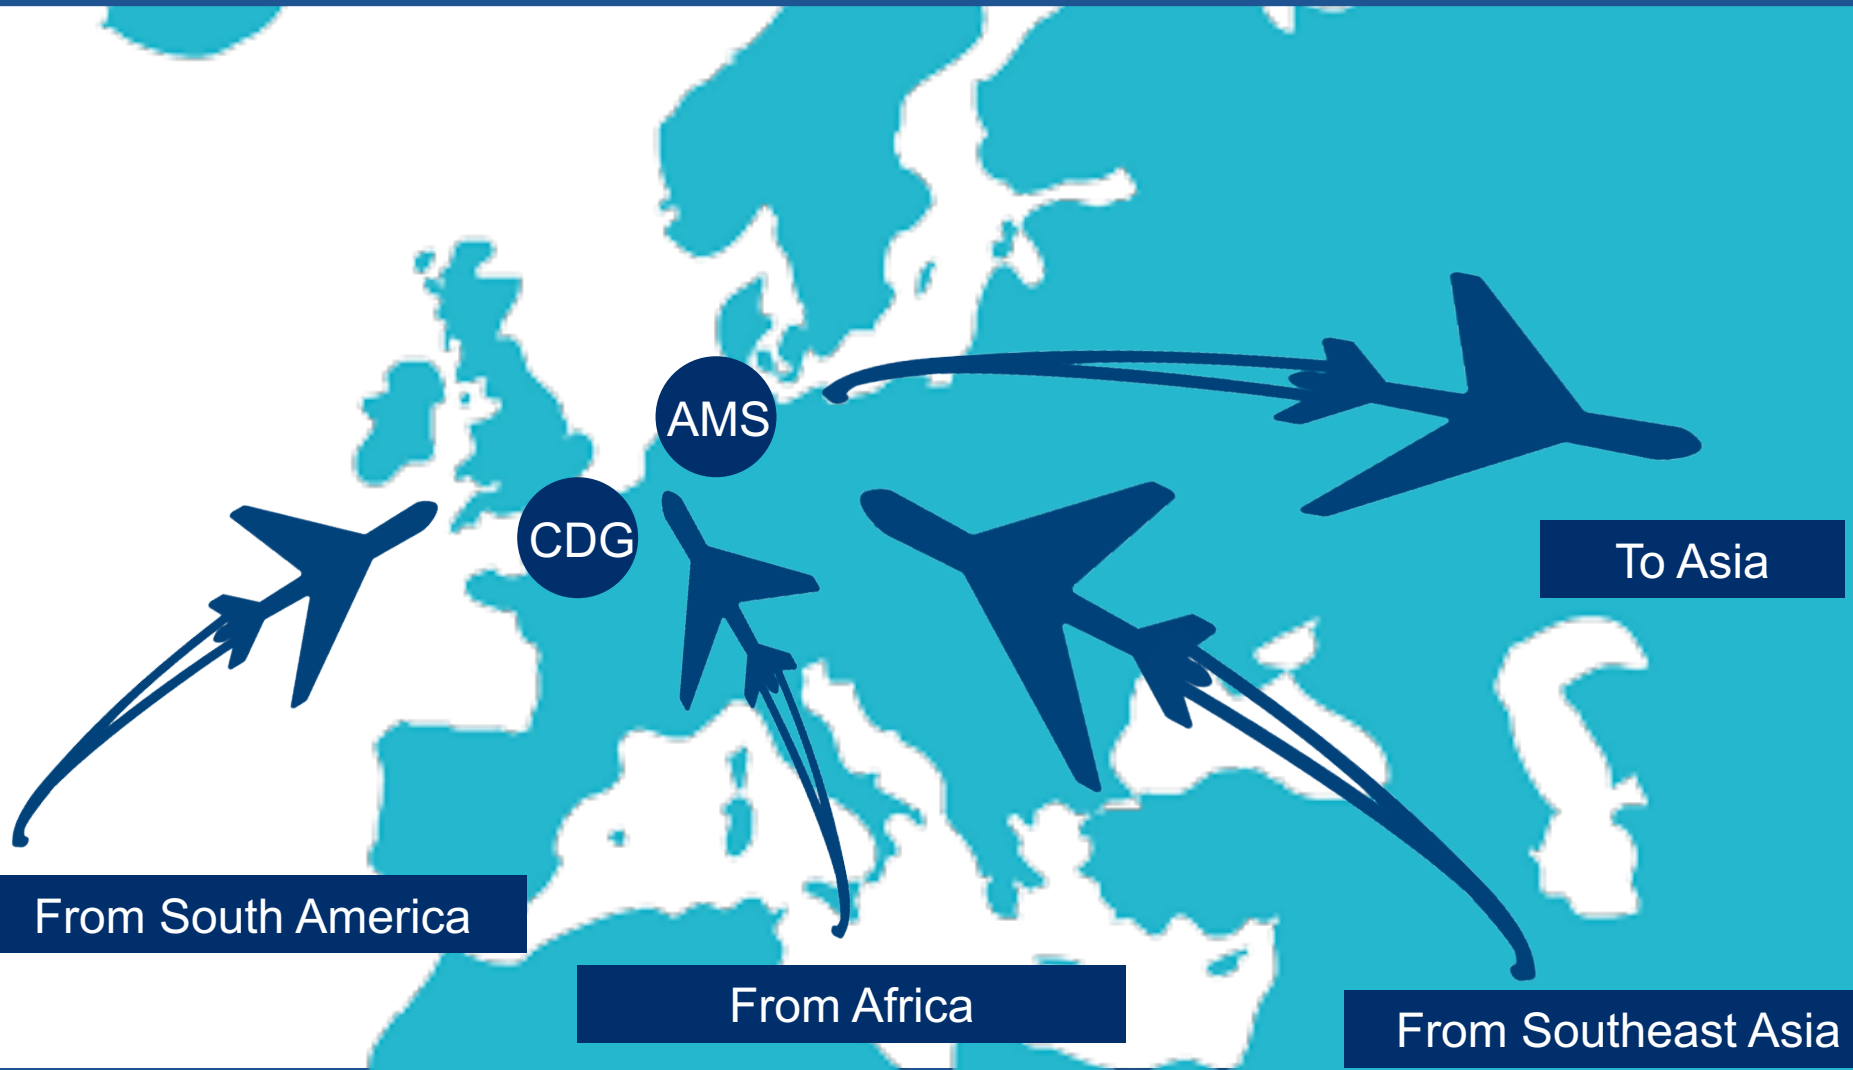 AMS
CDG
To Asia
From South America
From Africa
From Southeast Asia